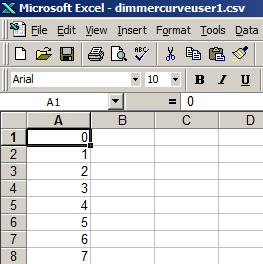 Microsoft Excel - dimmercurveuser1.csv
File Edit View Insert Format Tools Data
Arial 10 B I U
A1 = 0
A B C D
1 0
2 1
3 2
4 3
5 4
6 5
7 6
8 7